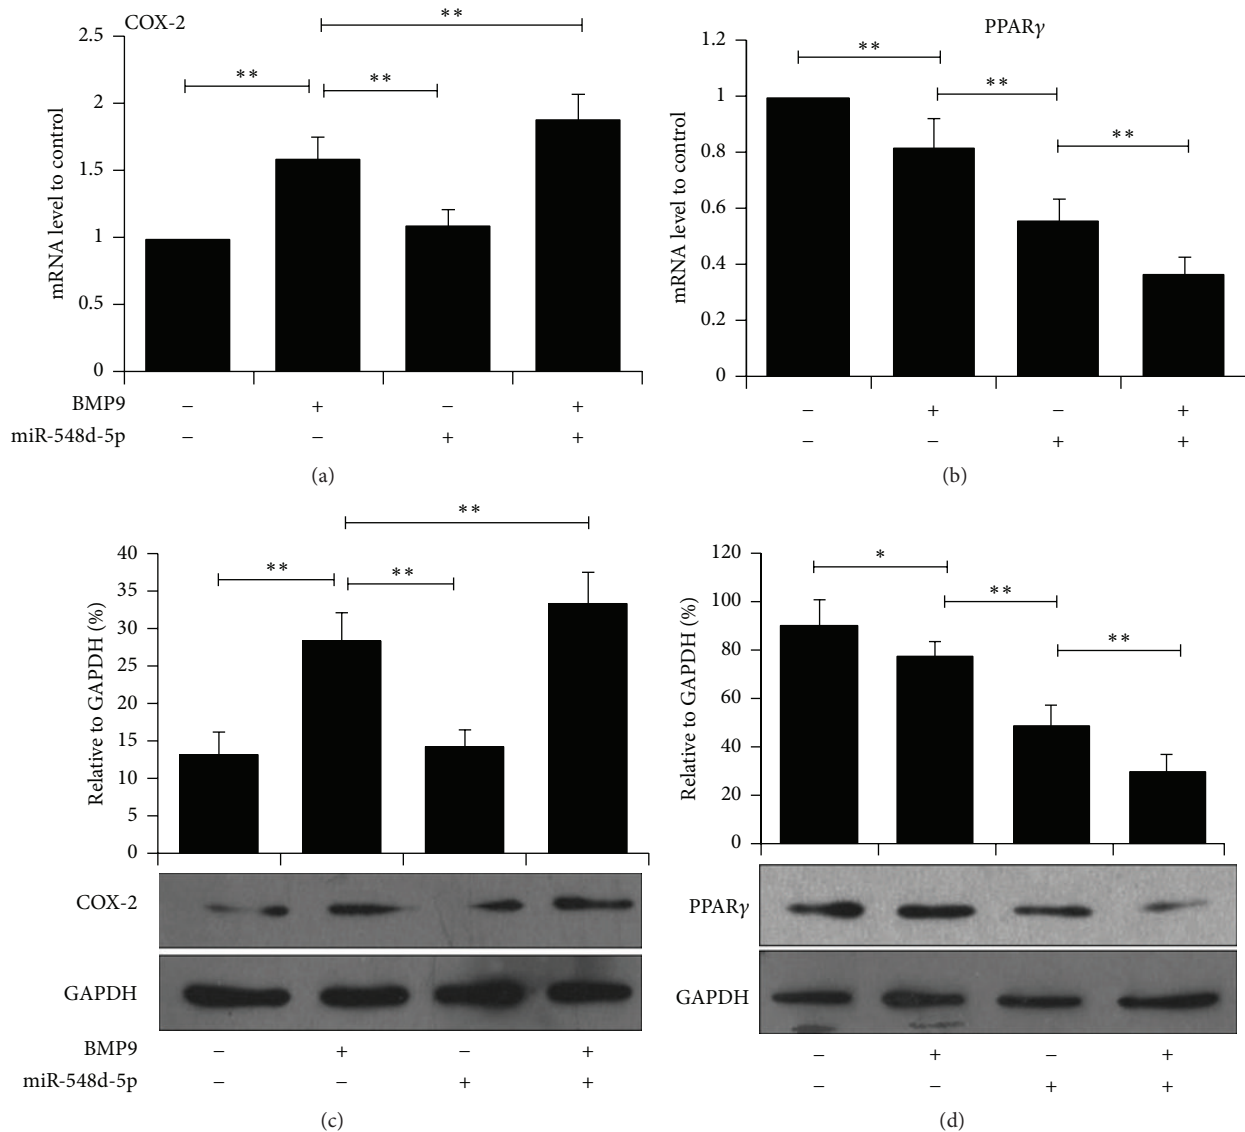 COX-2
**
**
**
2.5
2
1.5
1
0.5
0
mRNA level to control
BMP9 − + − +
miR-548d-5p − − + +
(a)
PPARγ
**
**
**
1.2
1
0.8
0.6
0.4
0.2
0
mRNA level to control
− + − +
− − + +
(b)
**
**
**
40
35
30
25
20
15
10
5
0
Relative to GAPDH (%)
COX-2
GAPDH
BMP9 − + − +
miR-548d-5p − − + +
(c)
*
**
**
120
100
80
60
40
20
0
Relative to GAPDH (%)
PPARγ
GAPDH
− + − +
− − + +
(d)